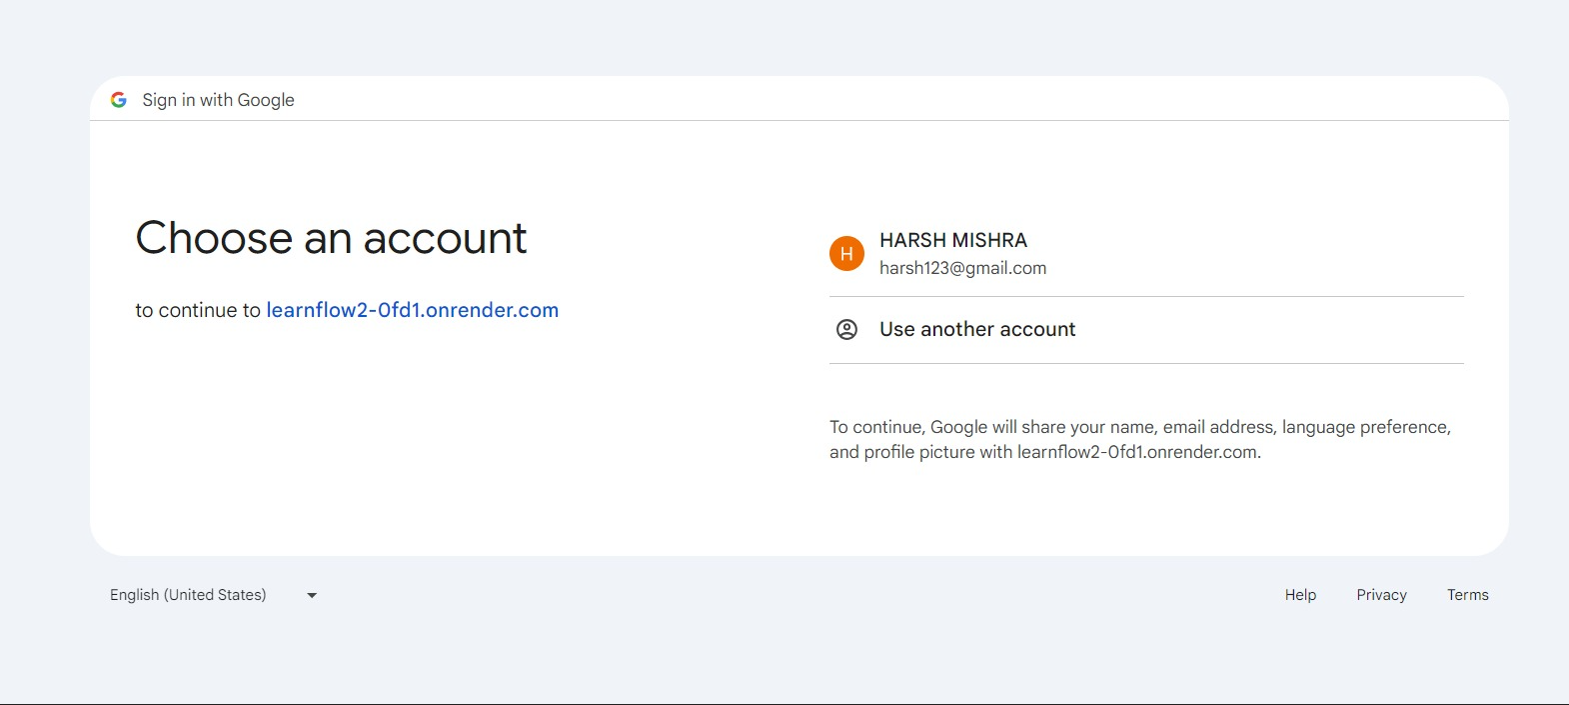 Sign in with Google
Choose an account
to continue to learnflow2-0fd1.onrender.com
H
HARSH MISHRA
harsh123@gmail.com
Use another account
To continue, Google will share your name, email address, language preference,
and profile picture with learnflow2-0fd1.onrender.com.
English (United States)
Help
Privacy
Terms